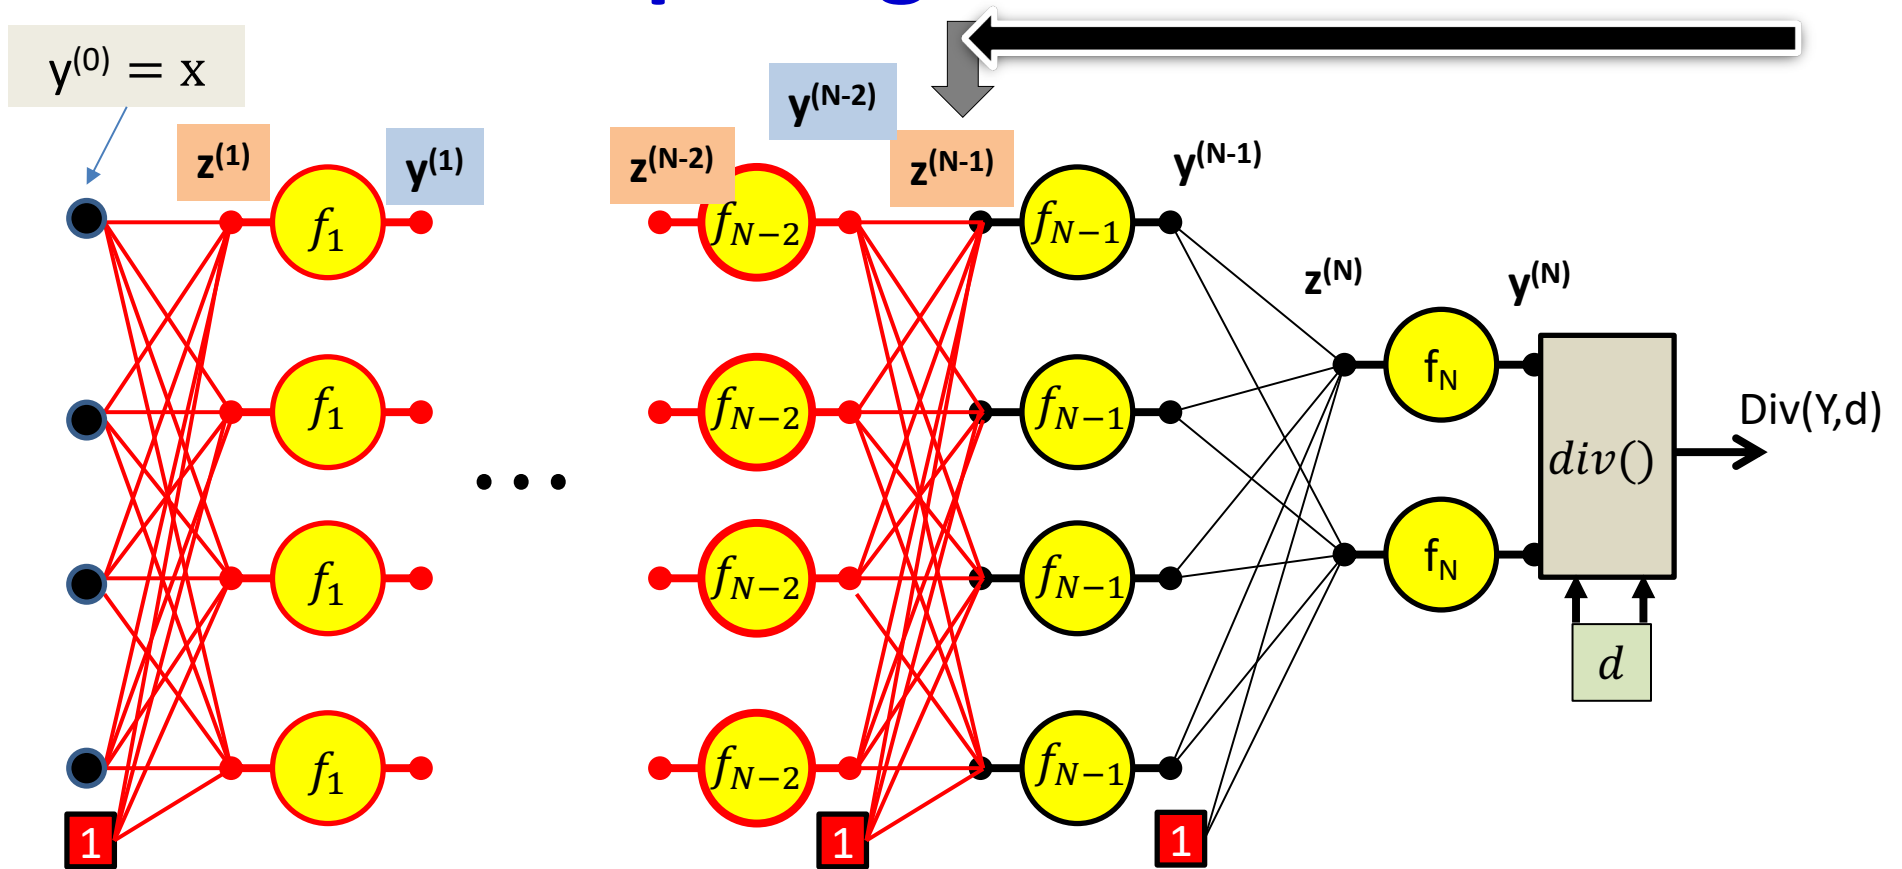 y(0) = x
z(1)
y(1)
z(N-2)
y(N-2)
z(N-1)
y(N-1)
z(N)
y(N)
f1
fN−2
fN−1
f1
fN−2
fN−1
f1
fN−2
fN−1
f1
fN−2
fN−1
fN
fN
div()
Div(Y,d)
d
1
1
1